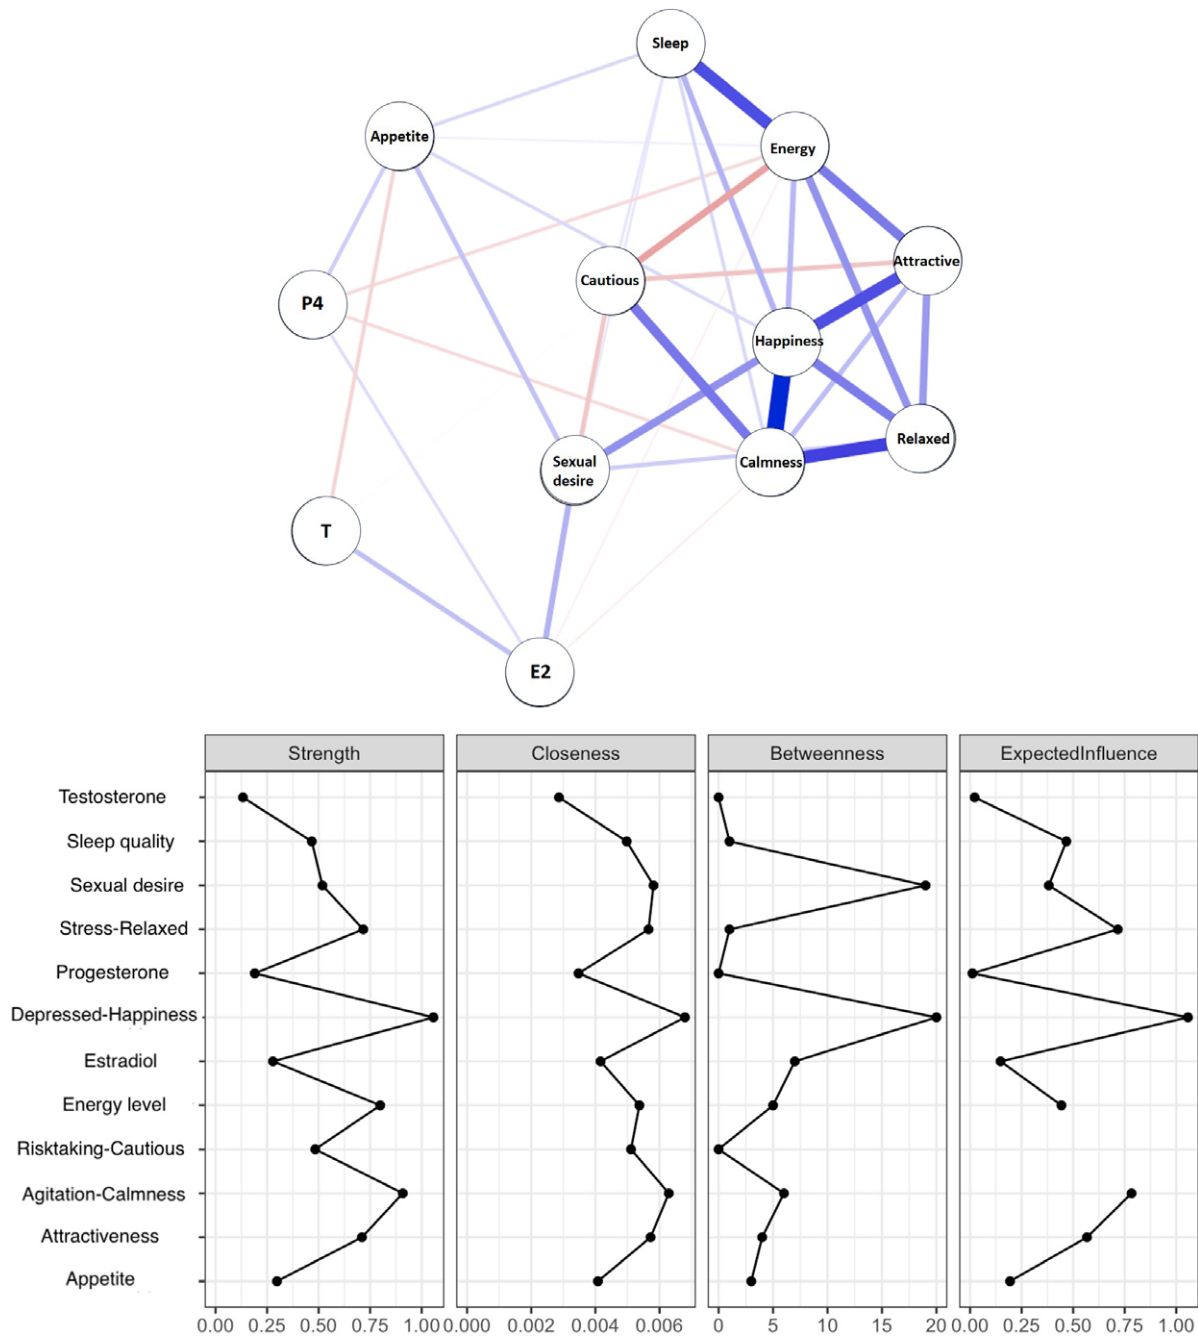 Sleep
Appetite
Energy
Attractive
Cautious
P4
Happiness
Relaxed
Sexual
desire
Calmness
T
E2
Strength Closeness Betweenness ExpectedInfluence
Testosterone
Sleep quality
Sexual desire
Stress-Relaxed
Progesterone
Depressed-Happiness
Estradiol
Energy level
Risktaking-Cautious
Agitation-Calmness
Attractiveness
Appetite
0.00 0.25 0.50 0.75 1.00 0.000 0.002 0.004 0.006 0 5 10 15 20 0.00 0.25 0.50 0.75 1.00